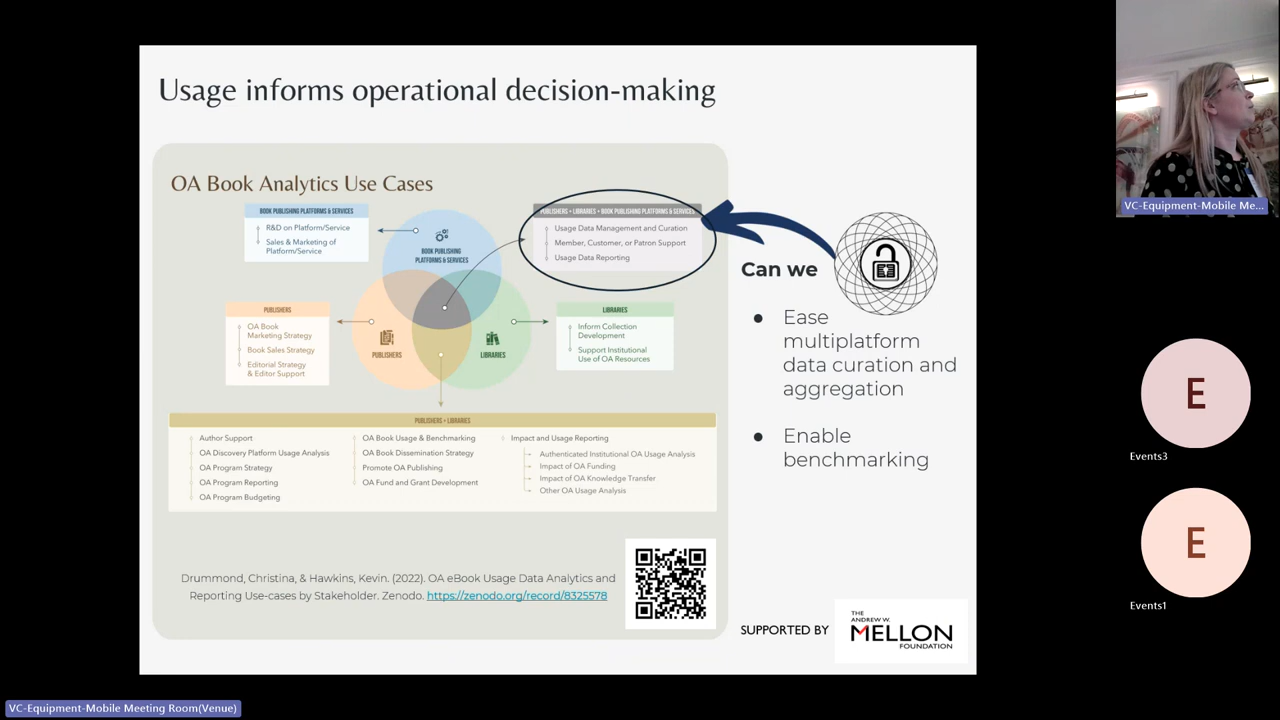 Usage informs operational decision-making
OA Book Analytics Use Cases
BOOK PUBLISHING PLATFORMS & SERVICES
R&D on Platform/Service
Sales & Marketing of
Platform/Service
BOOK PUBLISHING
PLATFORMS & SERVICES
PUBLISHERS + LIBRARIES + BOOK PUBLISHING PLATFORMS & SERVICES
Usage Data Management and Curation
Member, Customer, or Patron Support
Usage Data Reporting
PUBLISHERS
OA Book
Marketing Strategy
Book Sales Strategy
Editorial Strategy
& Editor Support
PUBLISHERS
LIBRARIES
LIBRARIES
Inform Collection
Development
Support Institutional
Use of OA Resources
PUBLISHERS + LIBRARIES
Author Support
OA Discovery Platform Usage Analysis
OA Program Strategy
OA Program Reporting
OA Program Budgeting
OA Book Usage & Benchmarking
OA Book Dissemination Strategy
Promote OA Publishing
OA Fund and Grant Development
Impact and Usage Reporting
Authenticated Institutional OA Usage Analysis
Impact of OA Funding
Impact of OA Knowledge Transfer
Other OA Usage Analysis
Drummond, Christina, & Hawkins, Kevin. (2022). OA eBook Usage Data Analytics and
Reporting Use-cases by Stakeholder. Zenodo. https://zenodo.org/record/8325578
Can we
● Ease
multiplatform
data curation and
aggregation
● Enable
benchmarking
SUPPORTED BY
THE
ANDREW W.
MELLON
FOUNDATION
VC-Equipment-Mobile Me...
E
Events3
E
Events1
VC-Equipment-Mobile Meeting Room(Venue)